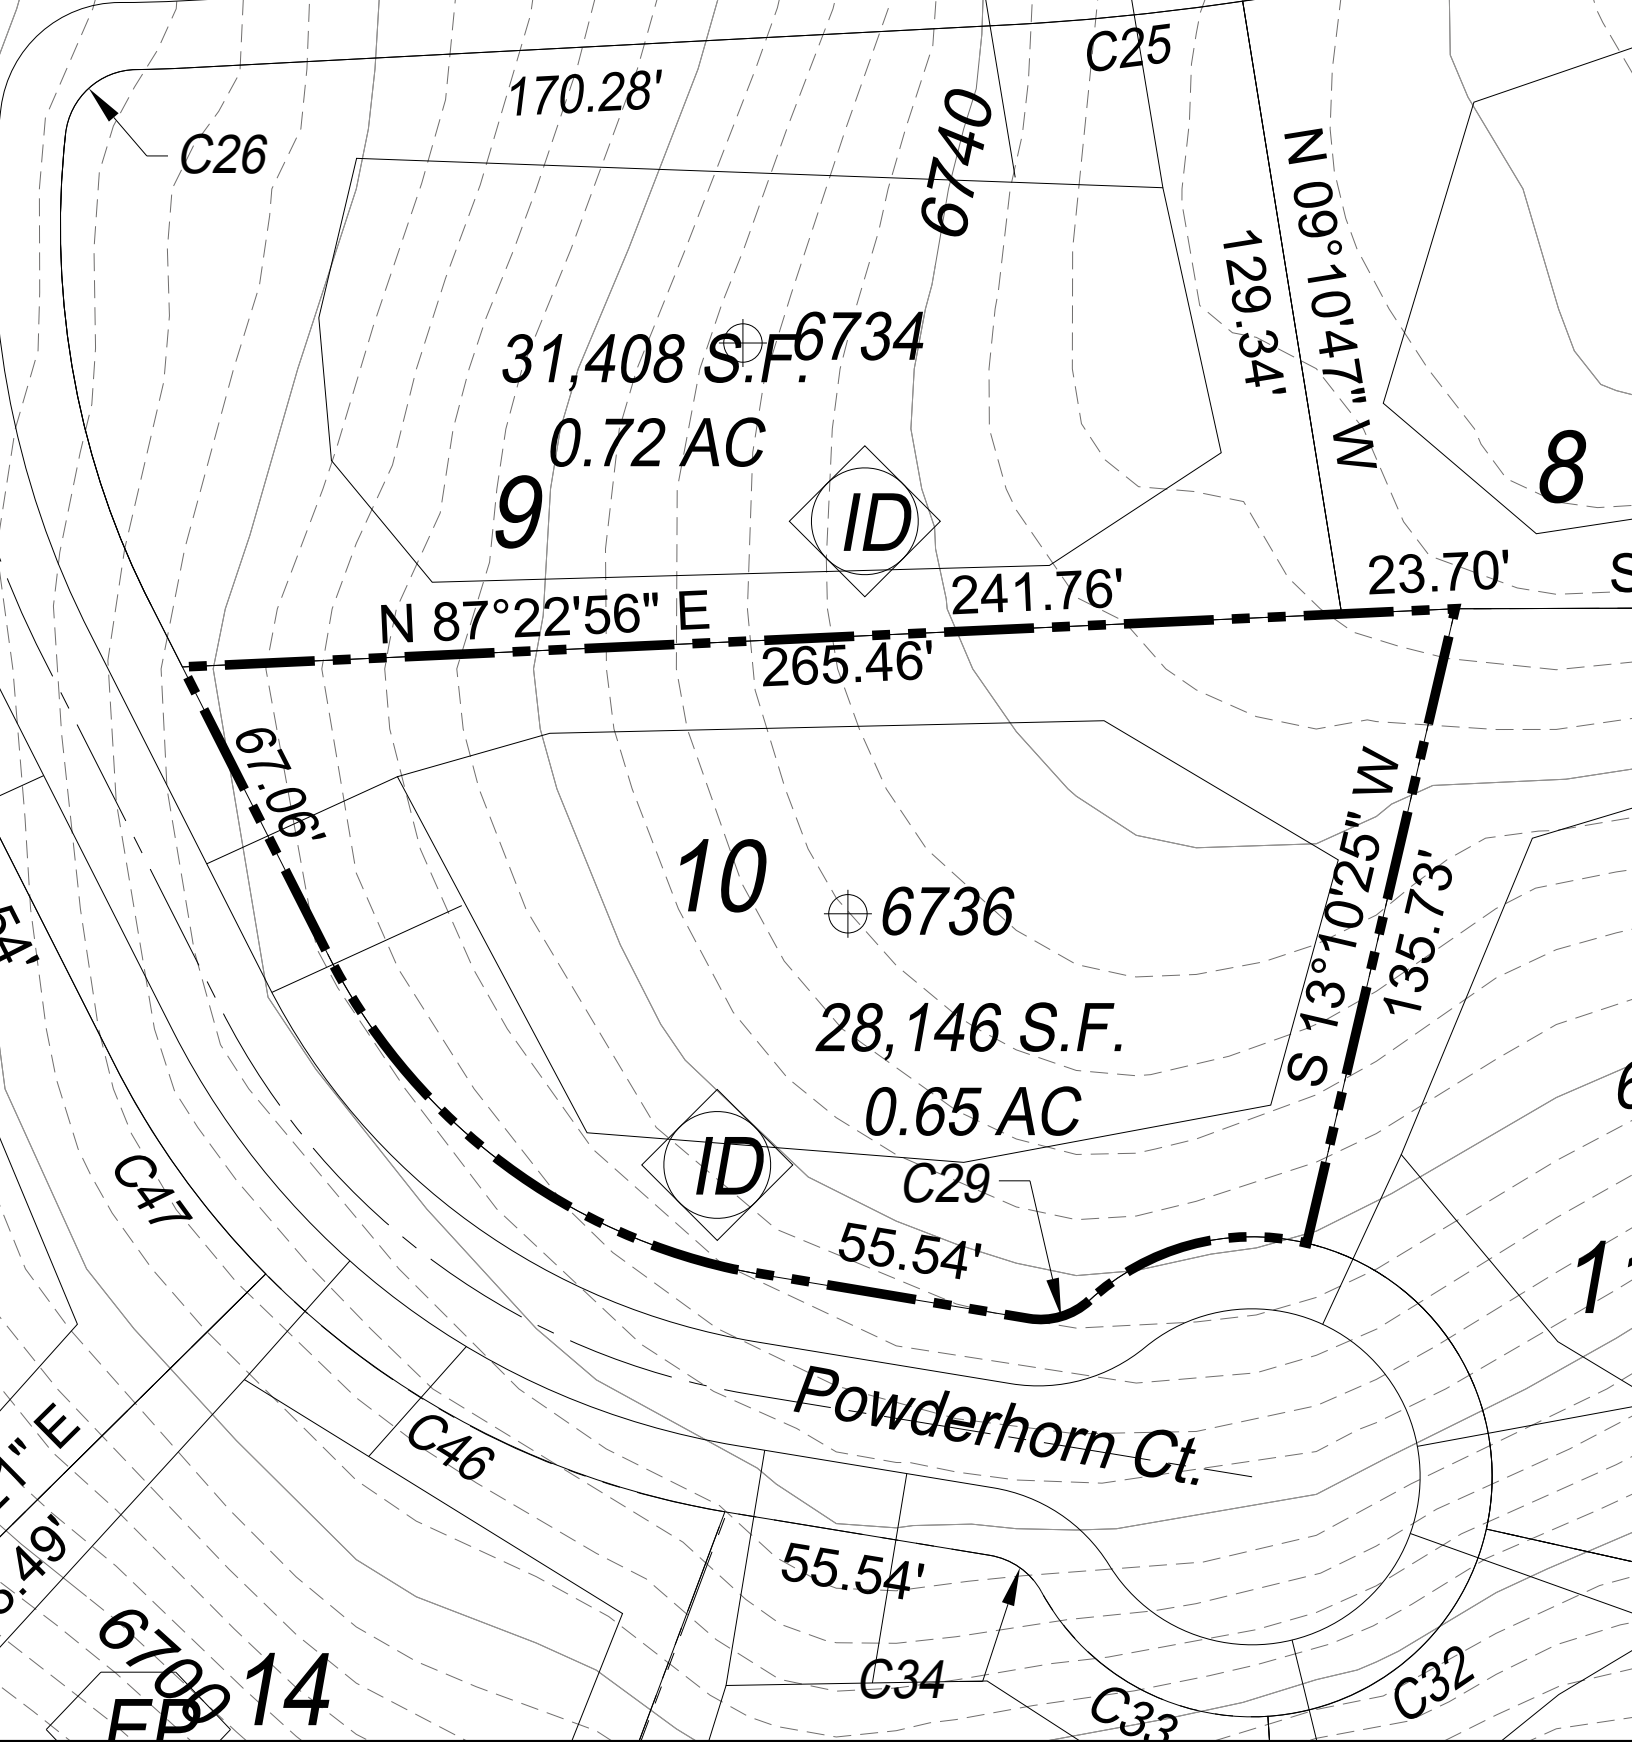 C25
170.28'
C26
6740
N 09°10'47" W
129.34'
6734
31,408 S.F.
0.72 AC
9
ID
8
N 87°22'56" E
241.76'
23.70'
S
265.46'
67.06'
10
6736
S 13°10'25" W
135.73'
28,146 S.F.
0.65 AC
ID
C29
55.54'
C47
Powderhorn Ct.
C46
55.54'
C34
C33
C32
6700
14